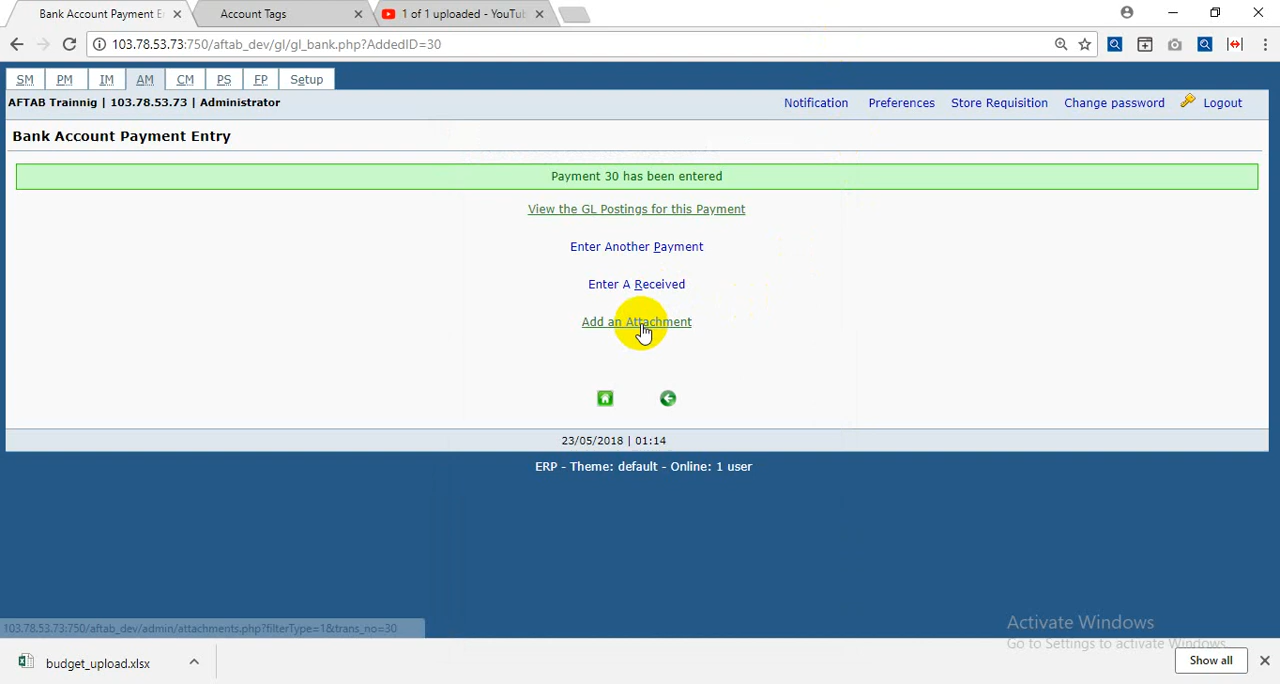 Bank Account Payment E
Account Tags
1 of 1 uploaded - YouTub
103.78.53.73:750/aftab_dev/gl/gl_bank.php?AddedID=30
SM PM IM AM CM PS FP Setup
AFTAB Trainnig | 103.78.53.73 | Administrator
Notification Preferences Store Requisition Change password Logout
Bank Account Payment Entry
Payment 30 has been entered
View the GL Postings for this Payment
Enter Another Payment
Enter A Received
Add an Attachment
23/05/2018 | 01:14
ERP - Theme: default - Online: 1 user
103.78.53.73:750/aftab_dev/admin/attachments.php?filterType=1&trans_no=30
Activate Windows
Go to Settings to activate Windows.
budget_upload.xlsx
Show all